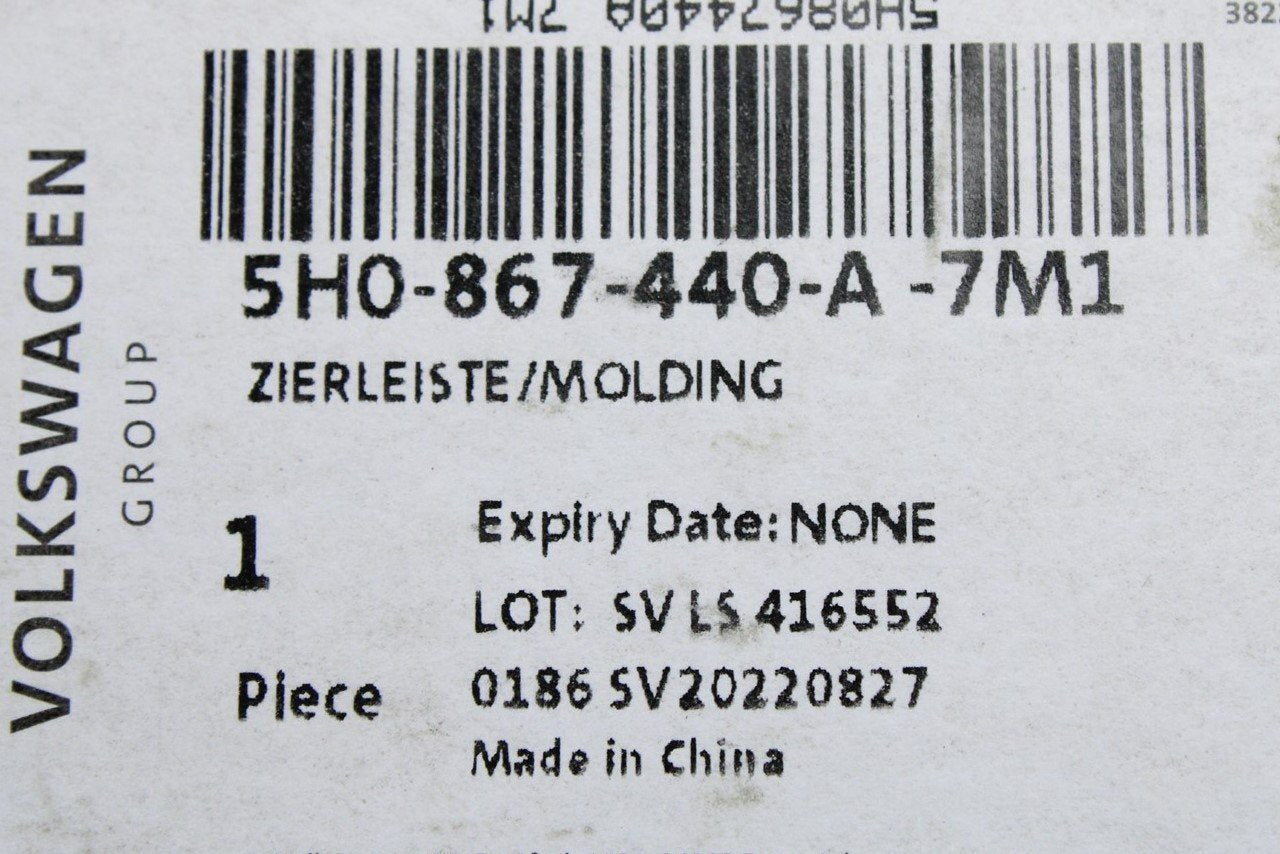 5H0867440A 7M1
382
5H0-867-440-A -7M1
ZIERLEISTE/MOLDING
VOLKSWAGEN
GROUP
1
Piece
Expiry Date: NONE
LOT: SV LS 416552
0186 SV20220827
Made in China